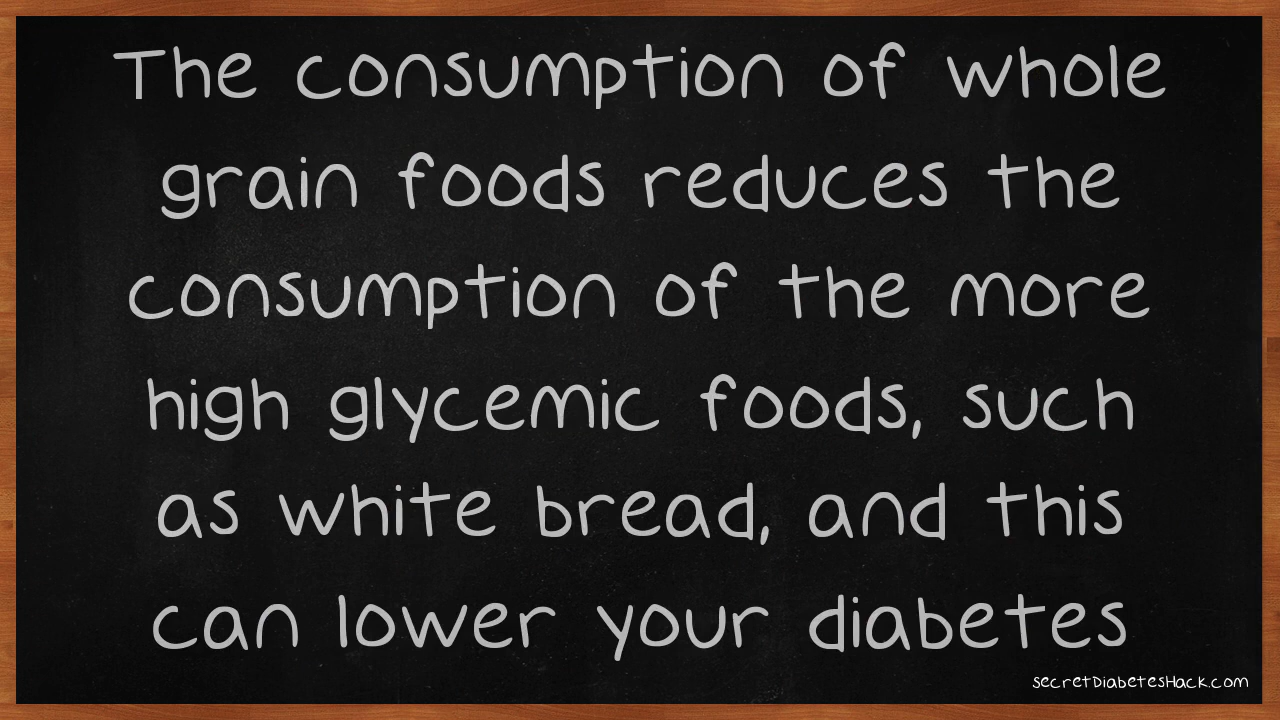 The consumption of whole
grain foods reduces the
consumption of the more
high glycemic foods, such
as white bread, and this
can lower your diabetes
secretDiabetesHack.com